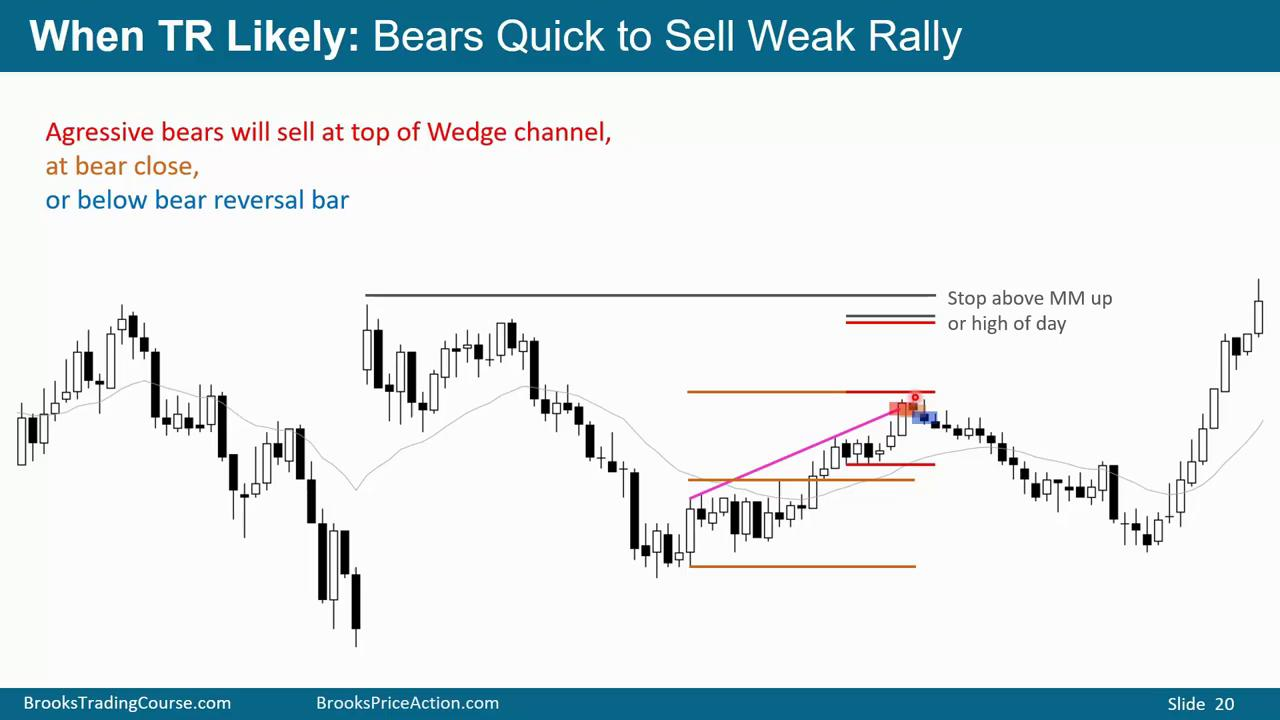 When TR Likely: Bears Quick to Sell Weak Rally
Agressive bears will sell at top of Wedge channel,
at bear close,
or below bear reversal bar
Stop above MM up
or high of day
BrooksTradingCourse.com
BrooksPriceAction.com
Slide 20